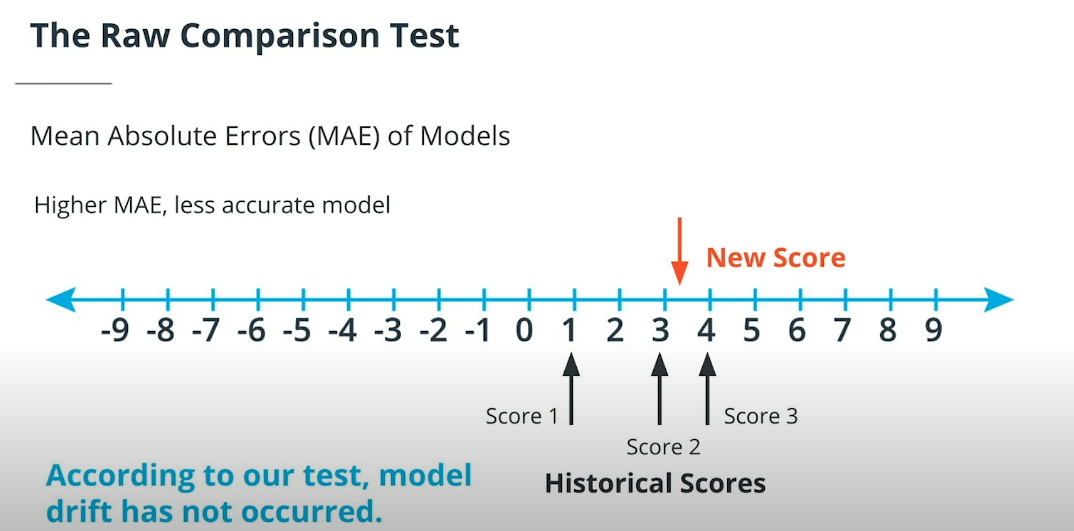 The Raw Comparison Test
Mean Absolute Errors (MAE) of Models
Higher MAE, less accurate model
New Score
-9 -8 -7 -6 -5 -4 -3 -2 -1 0 1 2 3 4 5 6 7 8 9
Score 1
Score 3
Score 2
Historical Scores
According to our test, model
drift has not occurred.